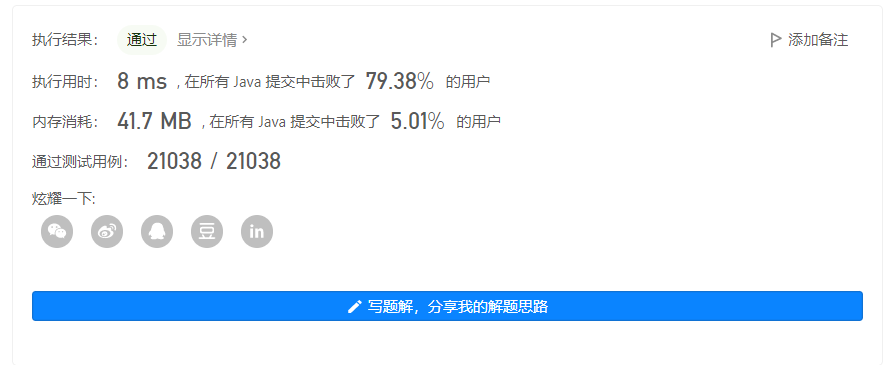 执行结果： 通过 显示详情 › 添加备注
执行用时： 8 ms , 在所有 Java 提交中击败了 79.38% 的用户
内存消耗： 41.7 MB , 在所有 Java 提交中击败了 5.01% 的用户
通过测试用例： 21038 / 21038
炫耀一下:
豆 in
写题解，分享我的解题思路